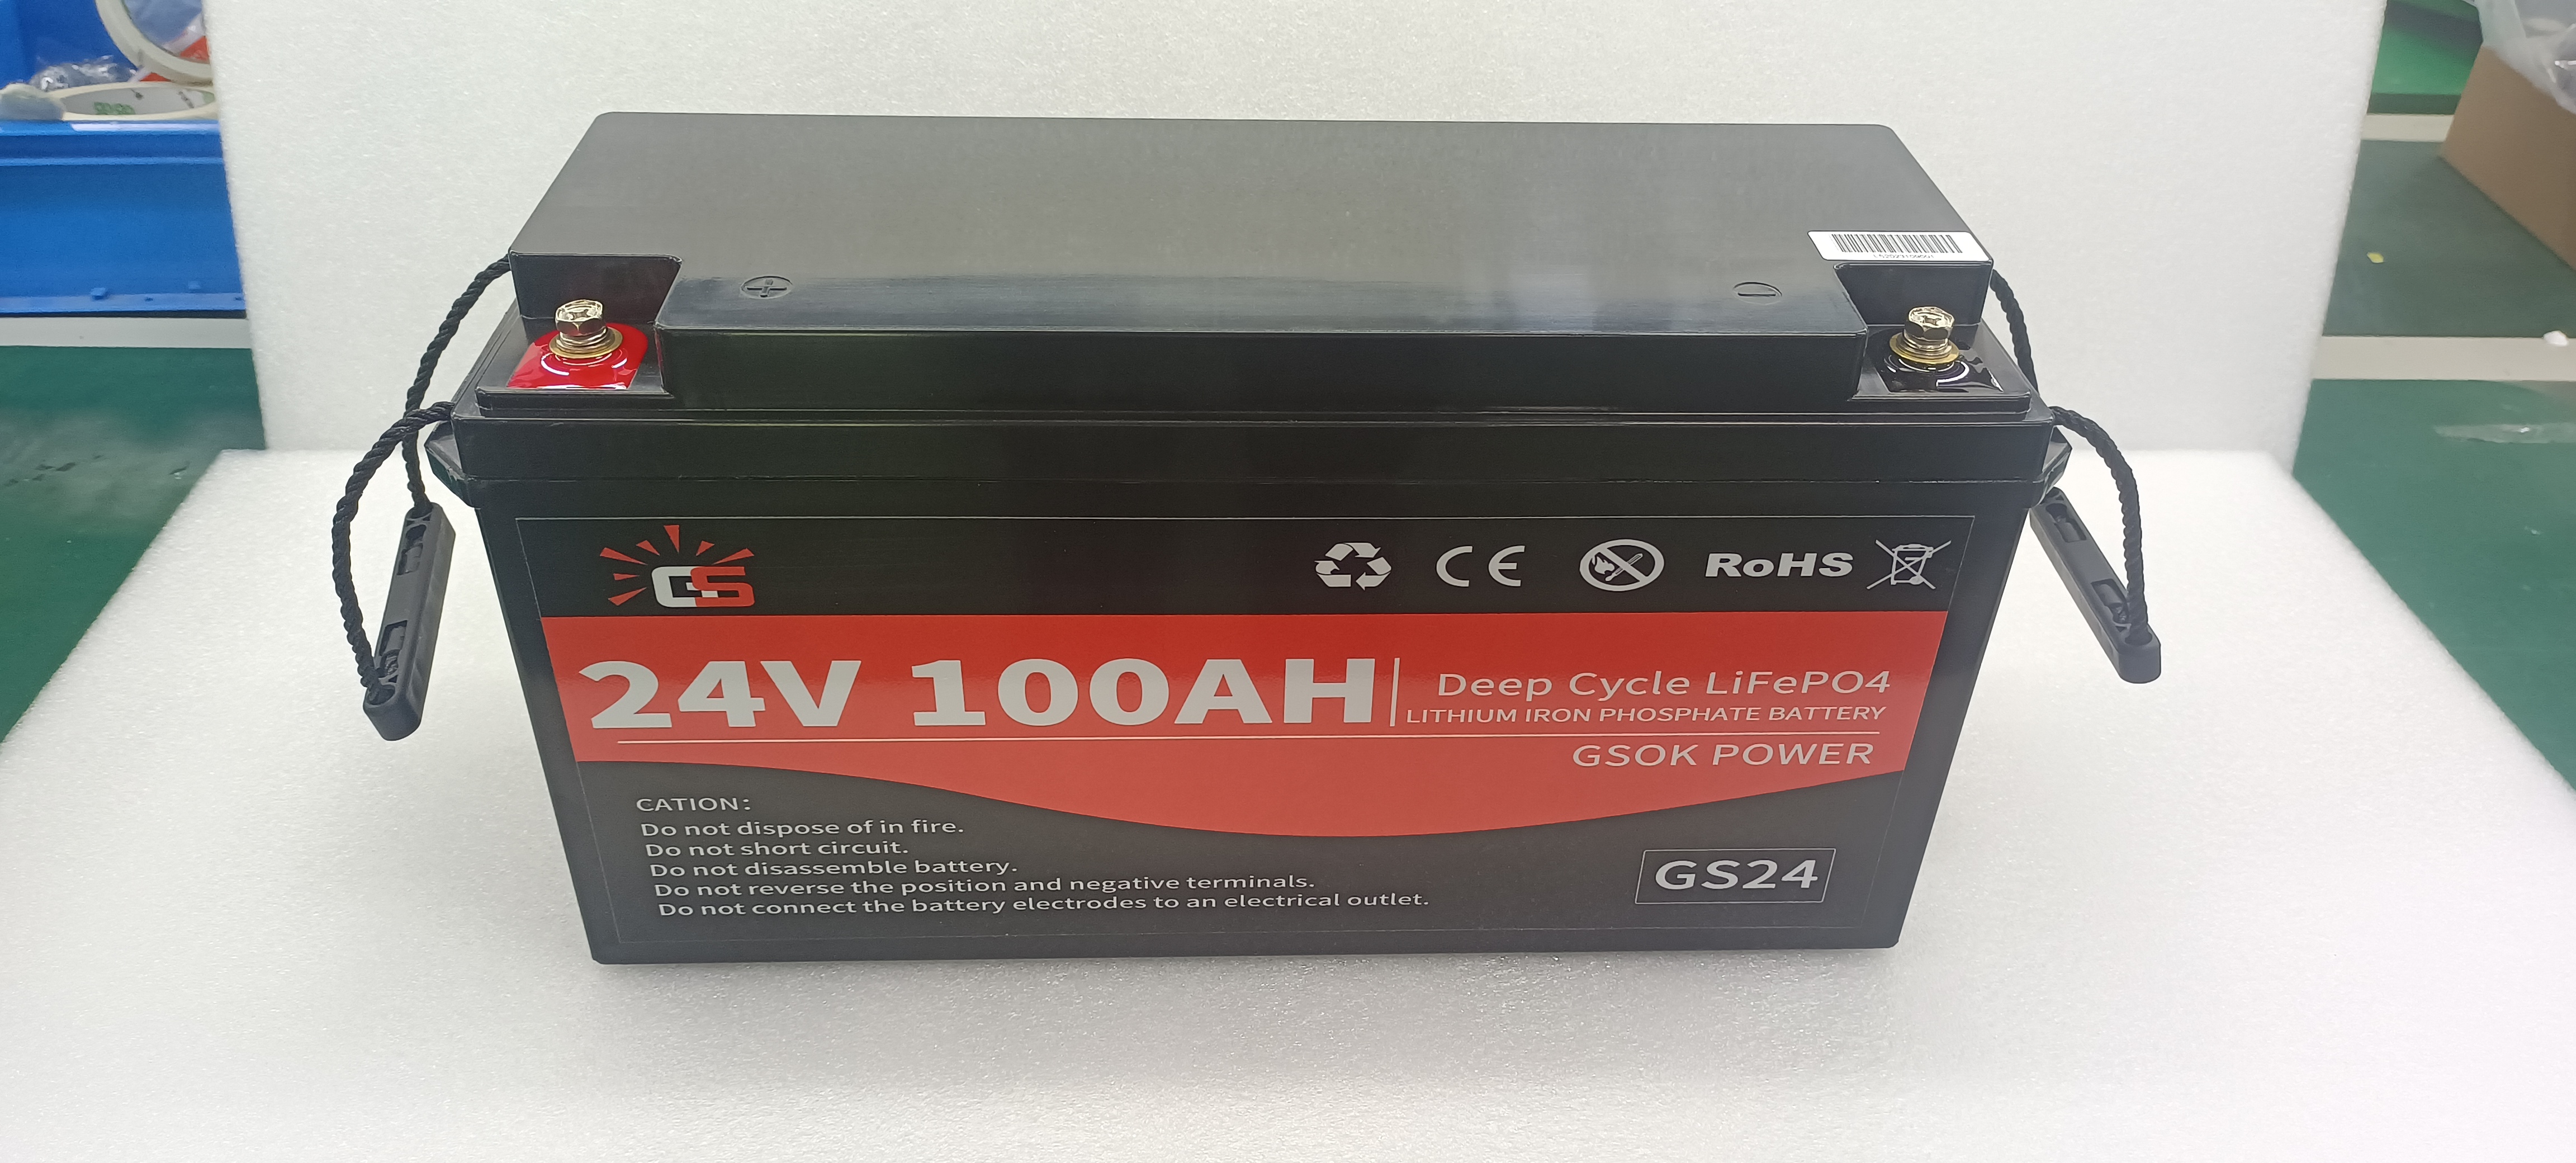 GS
CE
RoHS
24V 100AH
Deep Cycle LiFePO4
LITHIUM IRON PHOSPHATE BATTERY
GSOK POWER
CATION:
Do not dispose of in fire.
Do not short circuit.
Do not disassemble battery.
Do not reverse the position and negative terminals.
Do not connect the battery electrodes to an electrical outlet.
GS24